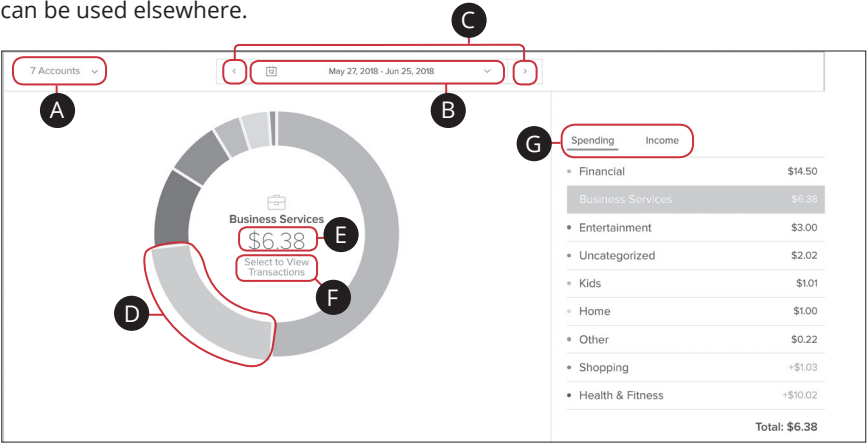 can be used elsewhere.
C
7 Accounts
12
May 27, 2018 - Jun 25, 2018
A
B
G
Spending Income
Financial $14.50
Business Services $6.38
Entertainment $3.00
Uncategorized $2.02
Kids $1.01
Home $1.00
Other $0.22
Shopping +$1.03
Health & Fitness +$10.02
Total: $6.38
Business Services
$6.38
E
Select to View
Transactions
F
D